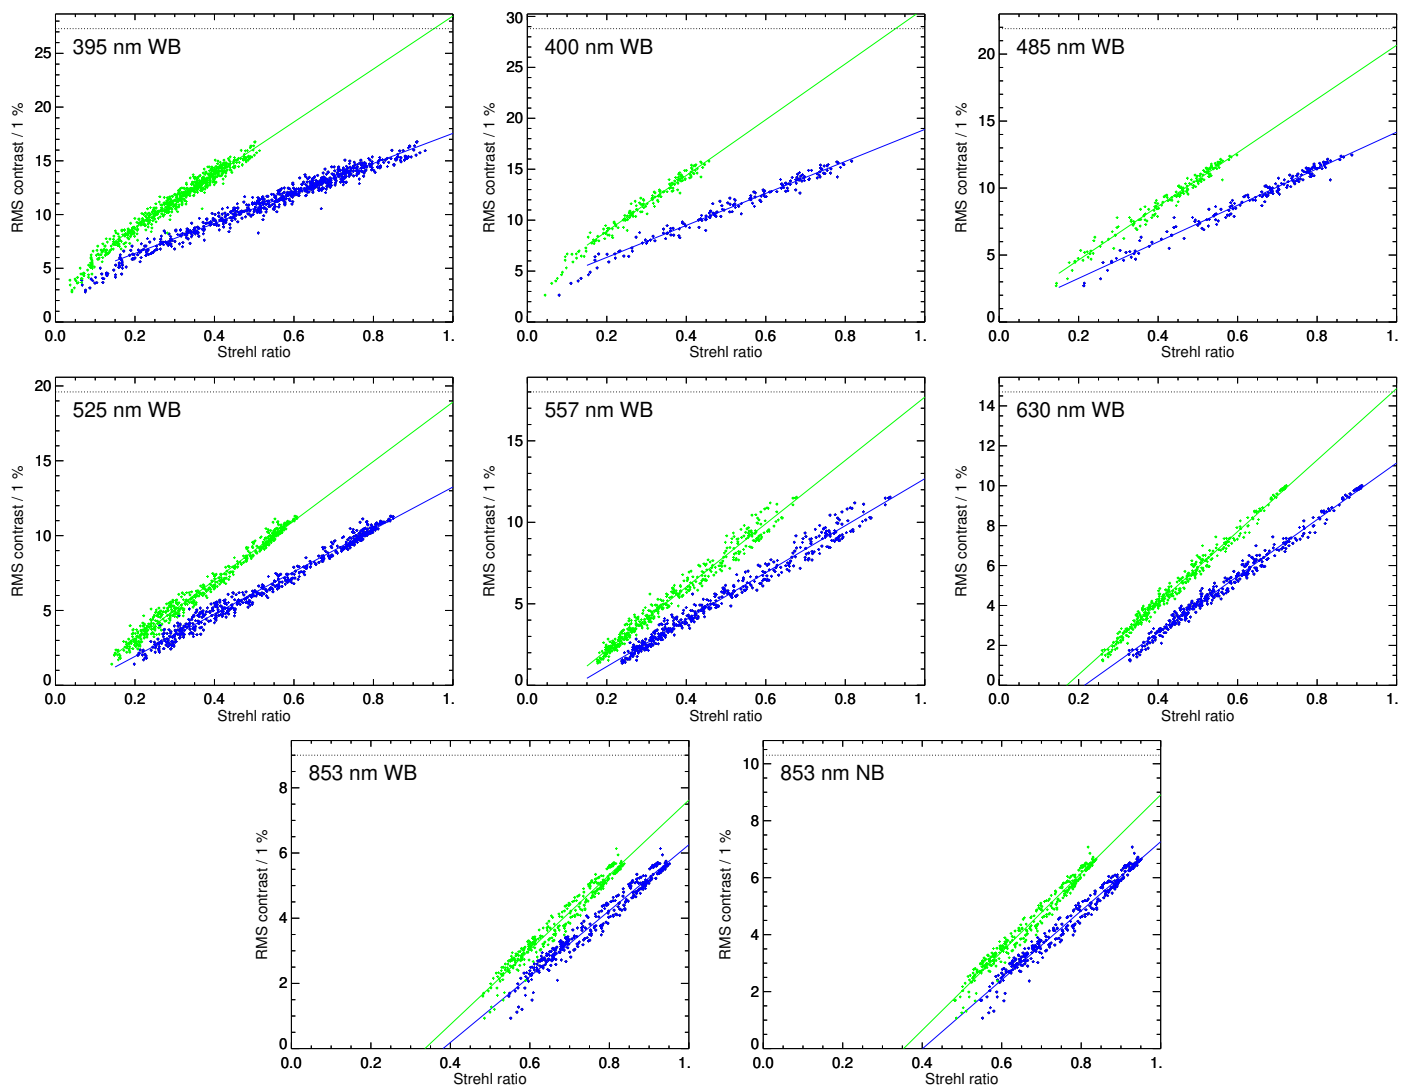 395 nm WB
RMS contrast / 1 %
25
20
15
10
5
0
0.0 0.2 0.4 0.6 0.8 1.
Strehl ratio
400 nm WB
RMS contrast / 1 %
30
25
20
15
10
5
0
0.0 0.2 0.4 0.6 0.8 1.
Strehl ratio
485 nm WB
RMS contrast / 1 %
20
15
10
5
0
0.0 0.2 0.4 0.6 0.8 1.
Strehl ratio
525 nm WB
RMS contrast / 1 %
20
15
10
5
0
0.0 0.2 0.4 0.6 0.8 1.
Strehl ratio
557 nm WB
RMS contrast / 1 %
15
10
5
0
0.0 0.2 0.4 0.6 0.8 1.
Strehl ratio
630 nm WB
RMS contrast / 1 %
14
12
10
8
6
4
2
0
0.0 0.2 0.4 0.6 0.8 1.
Strehl ratio
853 nm WB
RMS contrast / 1 %
8
6
4
2
0
0.0 0.2 0.4 0.6 0.8 1.
Strehl ratio
853 nm NB
RMS contrast / 1 %
10
8
6
4
2
0
0.0 0.2 0.4 0.6 0.8 1.
Strehl ratio